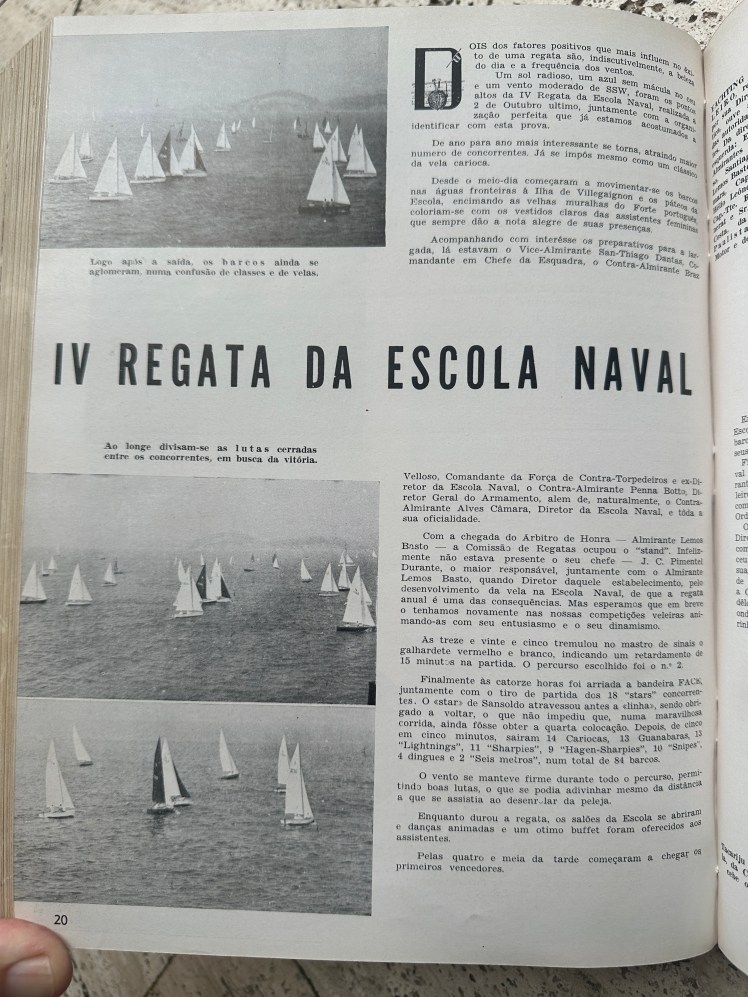 DOIS dos fatores positivos que mais influem no êxi-
to de uma regata são, indiscutivelmente, a beleza
do dia e a frequência dos ventos.
Um sol radioso, um azul sem mácula no ceu
e um vento moderado de SSW, foram os pontos
altos da IV Regata da Escola Naval, realizada a
2 de Outubro ultimo, juntamente com a organi-
zação perfeita que já estamos acostumados a
identificar com esta prova.
De ano para ano mais interessante se torna, atraindo maior
numero de concorrentes. Já se impôs mesmo como um clássico
da vela carioca.
Desde o meio-dia começaram a movimentar-se os barcos
nas águas fronteiras à Ilha de Villegaignon e os páteos da
Escola, encimando as velhas muralhas do Forte português,
coloriam-se com os vestidos claros das assistentes femininas
que sempre dão a nota alegre de suas presenças.
Acompanhando com interêsse os preparativos para a lar-
gada, lá estavam o Vice-Almirante San-Thiago Dantas, Co-
mandante em Chefe da Esquadra, o Contra-Almirante Braz
Logo após a saída, os barcos ainda se
aglomeram, numa confusão de classes e de velas.
IV REGATA DA ESCOLA NAVAL
Ao longe divisam-se as lutas cerradas
entre os concorrentes, em busca da vitória.
Velloso, Comandante da Força de Contra-Torpedeiros e ex-Di-
retor da Escola Naval, o Contra-Almirante Penna Botto, Di-
retor Geral do Armamento, alem de, naturalmente, o Contra-
Almirante Alves Câmara, Diretor da Escola Naval, e tôda a
sua oficialidade.
Com a chegada do Arbitro de Honra — Almirante Lemos
Basto — a Comissão de Regatas ocupou o "stand". Infeliz-
mente não estava presente o seu chefe — J. C. Pimentel
Durante, o maior responsável, juntamente com o Almirante
Lemos Basto, quando Diretor daquele estabelecimento, pelo
desenvolvimento da vela na Escola Naval, de que a regata
anual é uma das consequências. Mas esperamos que em breve
o tenhamos novamente nas nossas competições veleiras ani-
mando-as com seu entusiasmo e o seu dinamismo.
As treze e vinte e cinco tremulou no mastro de sinais o
galhardete vermelho e branco, indicando um retardamento de
15 minutos na partida. O percurso escolhido foi o n.º 2.
Finalmente às catorze horas foi arriada a bandeira
juntamente com o tiro de partida dos 18 "stars" concorren-
tes. O «star» de Sansoldo atravessou antes a «linha», sendo obri-
gado a voltar, o que não impediu que, numa maravilhosa
corrida, ainda fôsse obter a quarta colocação. Depois, de cinco
em cinco minutos, sairam 14 Cariocas, 13 Guanabaras,
"Lightnings", 11 "Sharpies", 9 "Hagen-Sharpies", 10 "Snipes",
4 dingues e 2 "Seis metros", num total de 84 barcos.
O vento se manteve firme durante todo o percurso, permi-
tindo boas lutas, o que se podia adivinhar mesmo da distância
a que se assistia ao desenrolar da peleja.
Enquanto durou a regata, os salões da Escola se abriram
e danças animadas e um otimo buffet foram oferecidos aos
assistentes.
Pelas quatro e meia da tarde começaram a chegar os
primeiros vencedores.
20